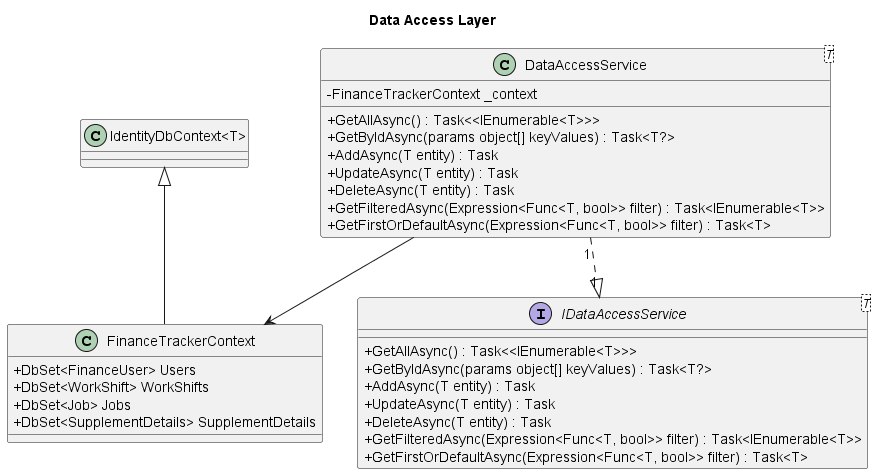 Data Access Layer
T
C DataAccessService
-FinanceTrackerContext _context
+GetAllAsync() : Task<<IEnumerable<T>>>
+GetByIdAsync(params object[] keyValues) : Task<T?>
+AddAsync(T entity) : Task
+UpdateAsync(T entity) : Task
+DeleteAsync(T entity) : Task
+GetFilteredAsync(Expression<Func<T, bool>> filter) : Task<IEnumerable<T>>
+GetFirstOrDefaultAsync(Expression<Func<T, bool>> filter) : Task<T>
C IdentityDbContext<T>
1
1
C FinanceTrackerContext
+DbSet<FinanceUser> Users
+DbSet<WorkShift> WorkShifts
+DbSet<Job> Jobs
+DbSet<SupplementDetails> SupplementDetails
T
I IDataAccessService
+GetAllAsync() : Task<<IEnumerable<T>>>
+GetByIdAsync(params object[] keyValues) : Task<T?>
+AddAsync(T entity) : Task
+UpdateAsync(T entity) : Task
+DeleteAsync(T entity) : Task
+GetFilteredAsync(Expression<Func<T, bool>> filter) : Task<IEnumerable<T>>
+GetFirstOrDefaultAsync(Expression<Func<T, bool>> filter) : Task<T>